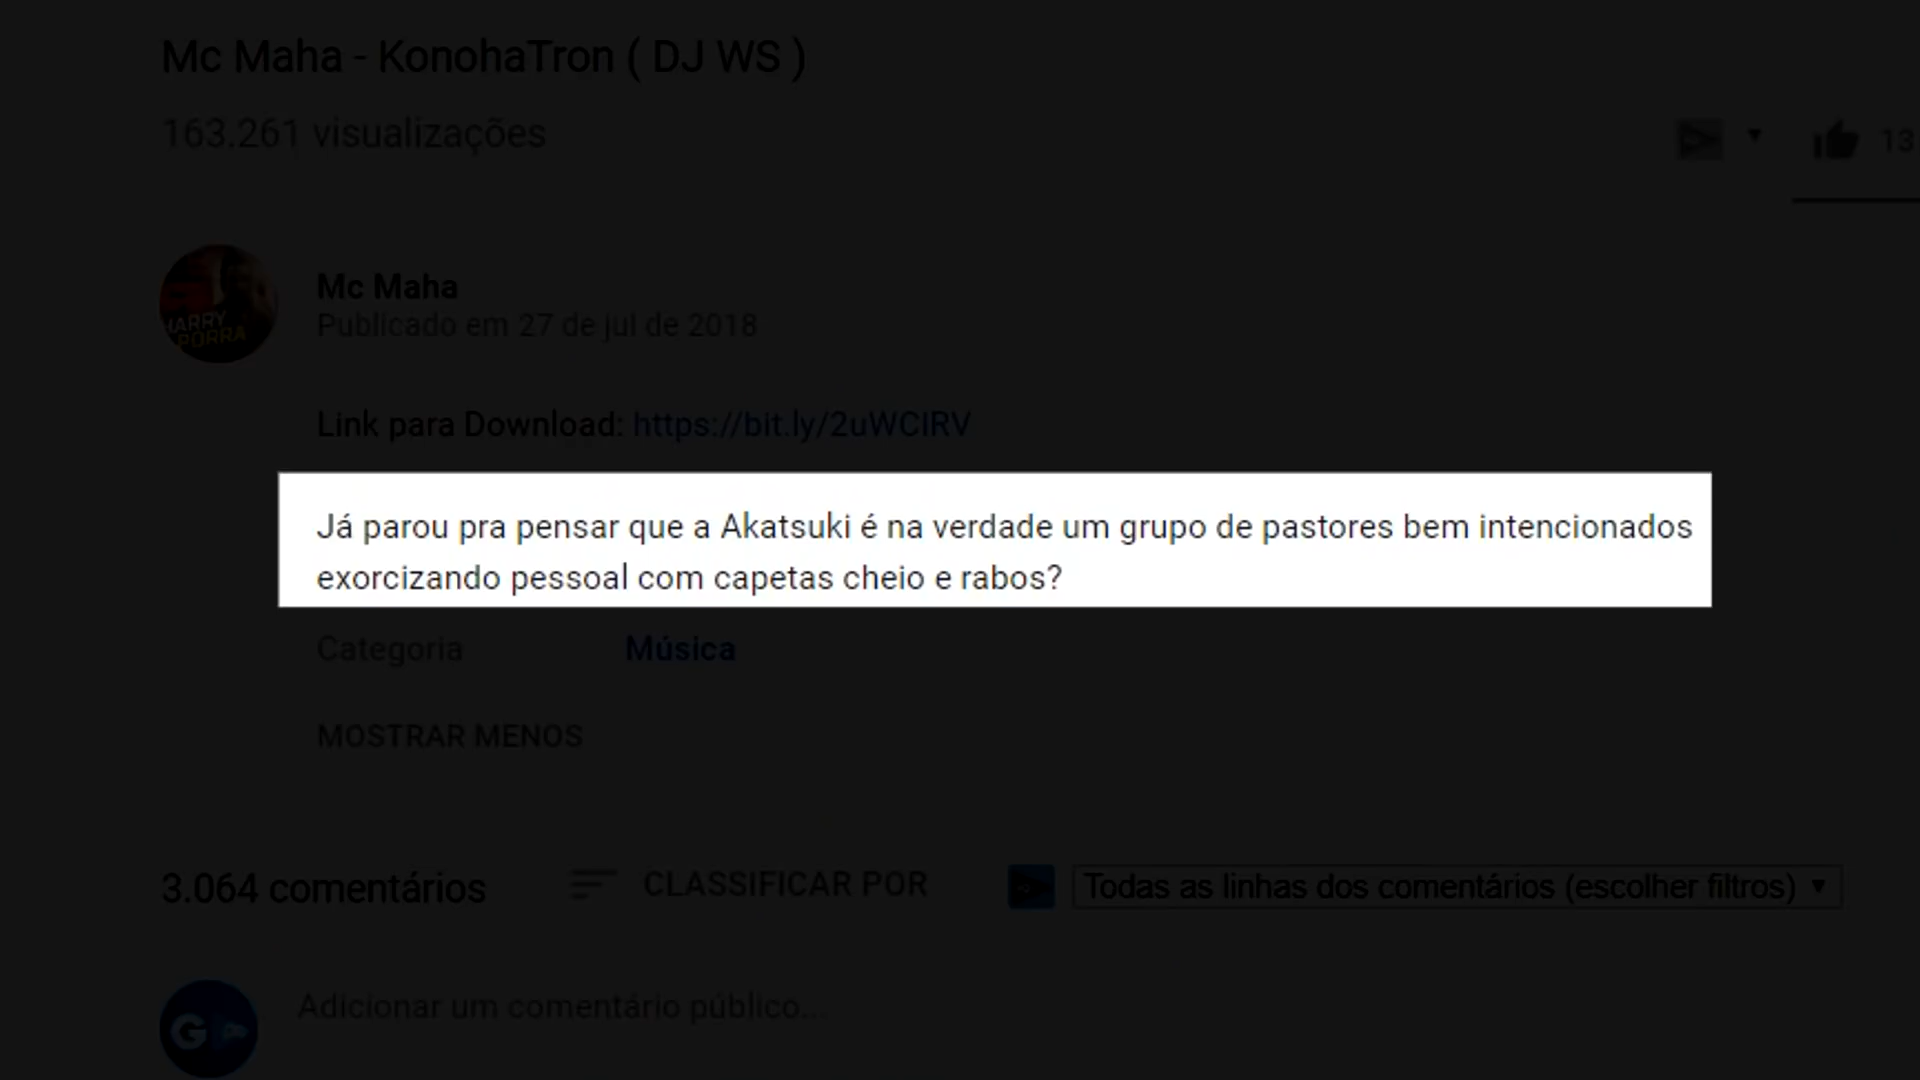 Mc Maha - KonohaTron ( DJ WS )
163.261 visualizações
13
HARRY
PORRA
Mc Maha
Publicado em 27 de jul de 2018
Link para Download: https://bit.ly/2uWCIRV
Já parou pra pensar que a Akatsuki é na verdade um grupo de pastores bem intencionados
exorcizando pessoal com capetas cheio e rabos?
Categoria Música
MOSTRAR MENOS
3.064 comentários CLASSIFICAR POR Todas as linhas dos comentários (escolher filtros)
G
Adicionar um comentário público...